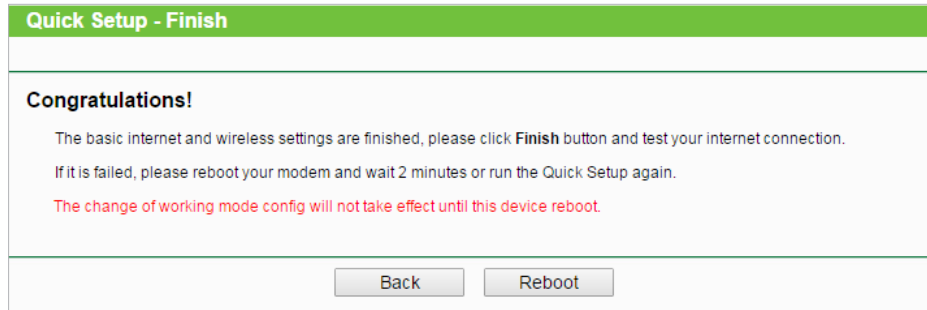 Quick Setup - Finish
Congratulations!
The basic internet and wireless settings are finished, please click Finish button and test your internet connection.
If it is failed, please reboot your modem and wait 2 minutes or run the Quick Setup again.
The change of working mode config will not take effect until this device reboot.
Back Reboot